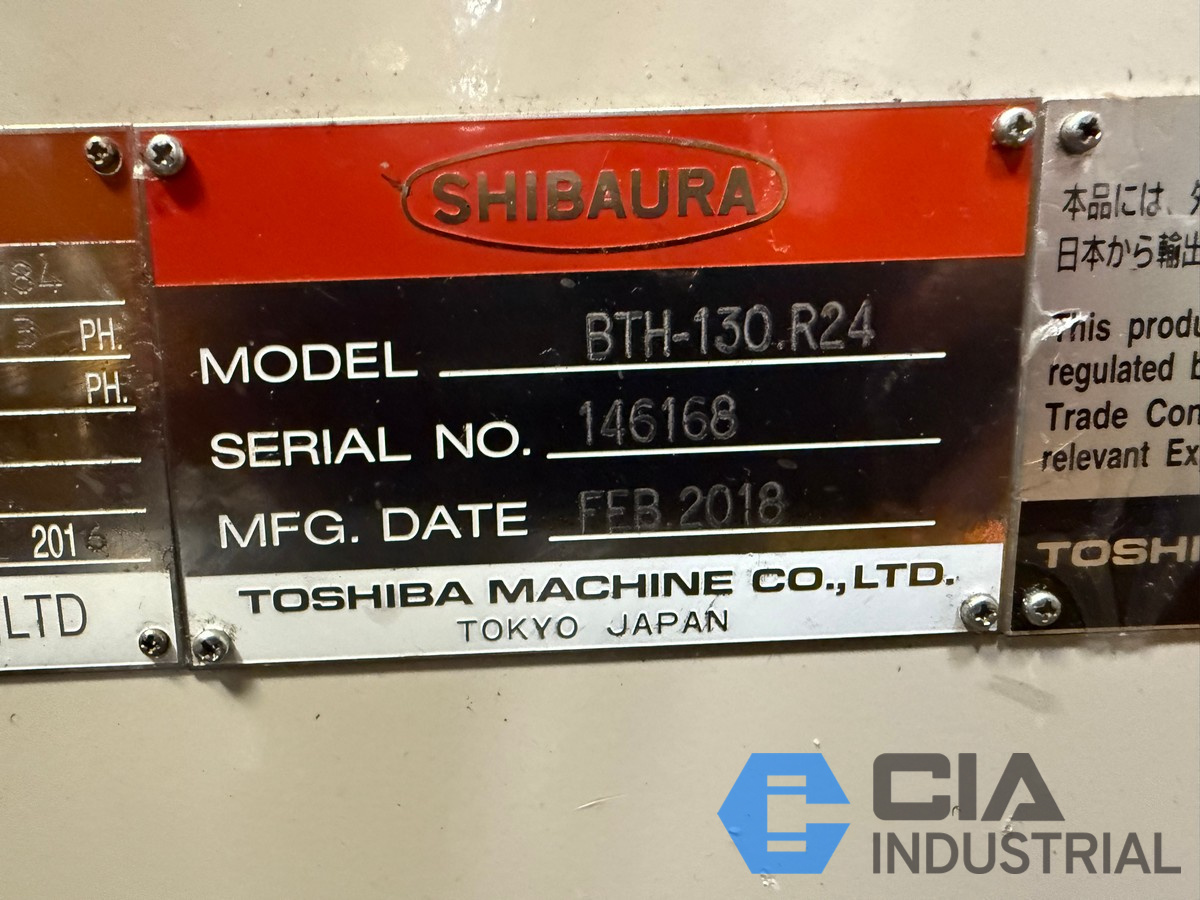 184
3 PH.
PH.
2016
,LTD
SHIBAURA
MODEL BTH-130.R24
SERIAL NO. 146168
MFG. DATE FEB.2018
TOSHIBA MACHINE CO.,LTD.
TOKYO JAPAN
本品には、
日本から輸出
This produ
regulated b
Trade Con
relevant Ex
TOSHI
CIA
INDUSTRIAL